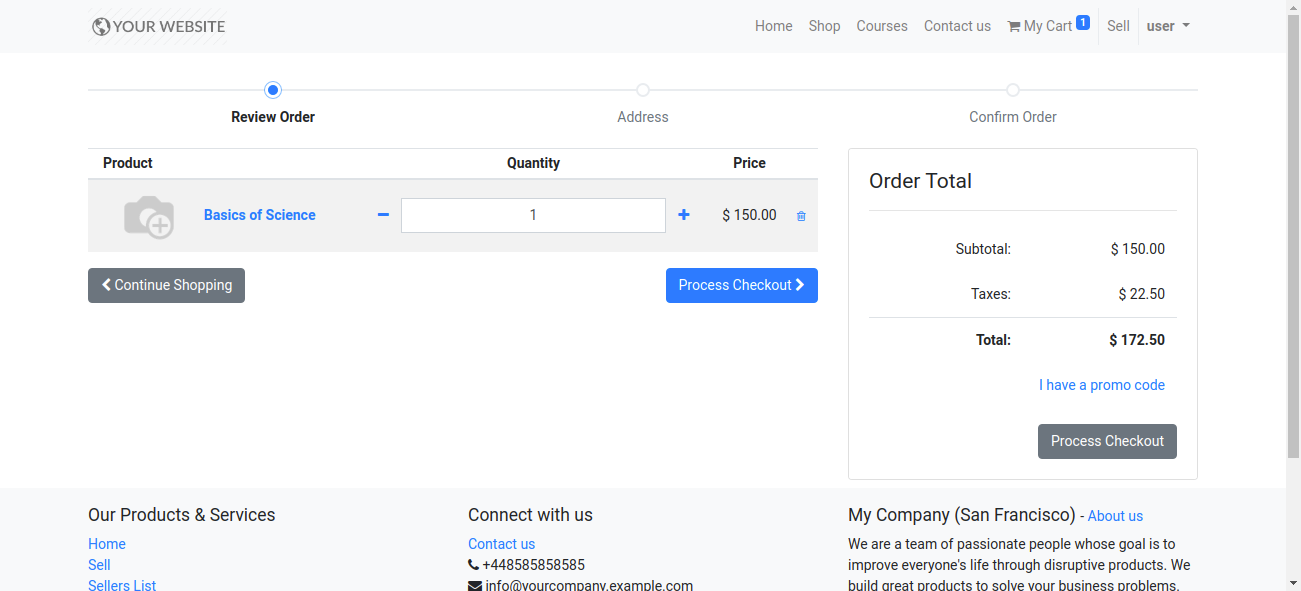 YOUR WEBSITE
Home Shop Courses Contact us My Cart 1 Sell user
Review Order Address Confirm Order
Product Quantity Price
Basics of Science 1 $ 150.00
Continue Shopping Process Checkout
Order Total
Subtotal: $ 150.00
Taxes: $ 22.50
Total: $ 172.50
I have a promo code
Process Checkout
Our Products & Services
Home
Sell
Sellers List
Connect with us
Contact us
+448585858585
info@yourcompany.example.com
My Company (San Francisco) - About us
We are a team of passionate people whose goal is to
improve everyone's life through disruptive products. We
build great products to solve your business problems.